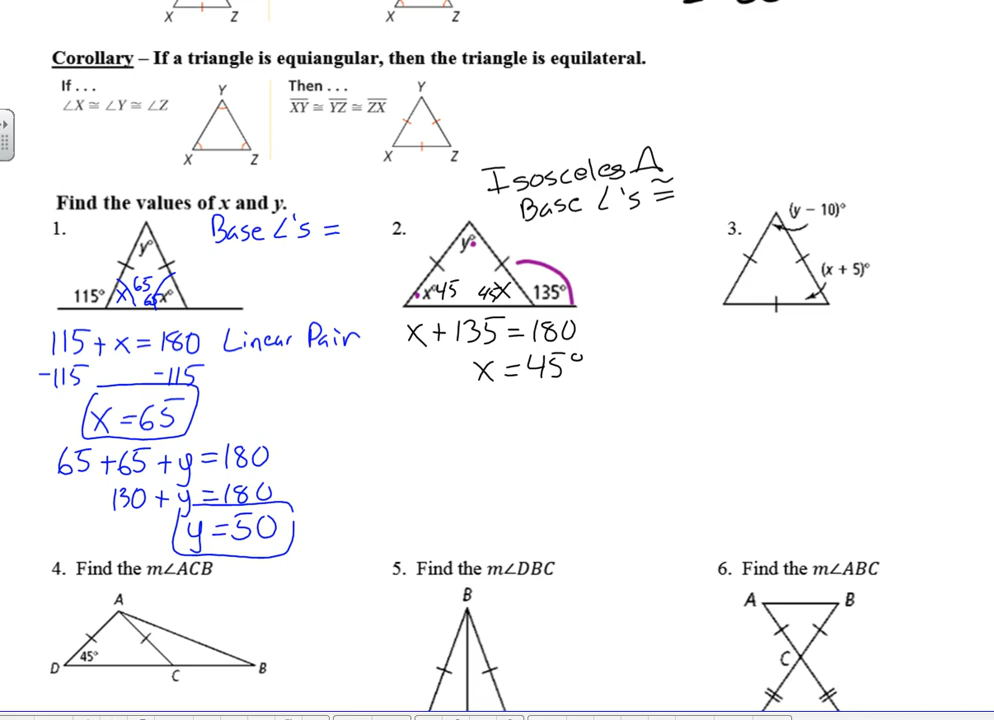 X Z X Z
Corollary – If a triangle is equiangular, then the triangle is equilateral.
If . . . Y Then . . . Y
∠X ≅ ∠Y ≅ ∠Z XY ≅ YZ ≅ ZX
X Z X Z
Isosceles Δ
Base ∠'s ≅
Find the values of x and y.
1. y° Base ∠'s =
115° x 65 65 x°
115 + x = 180 Linear Pair
-115 -115
x = 65
65 + 65 + y = 180
130 + y = 180
y = 50
2. y°
x° 45 45 x 135°
x + 135 = 180
x = 45°
3. (y − 10)°
(x + 5)°
4. Find the m∠ACB
A
45°
D C B
5. Find the m∠DBC
B
6. Find the m∠ABC
A B
C